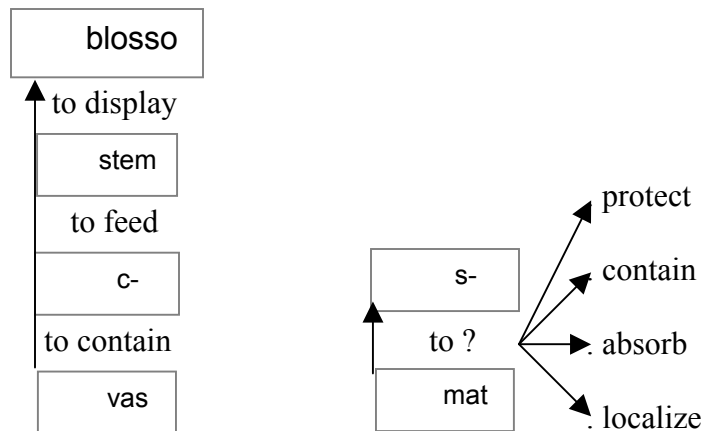 blosso
to display
stem
to feed
c-
to contain
vas
s-
to ?
mat
protect
. contain
. absorb
. localize